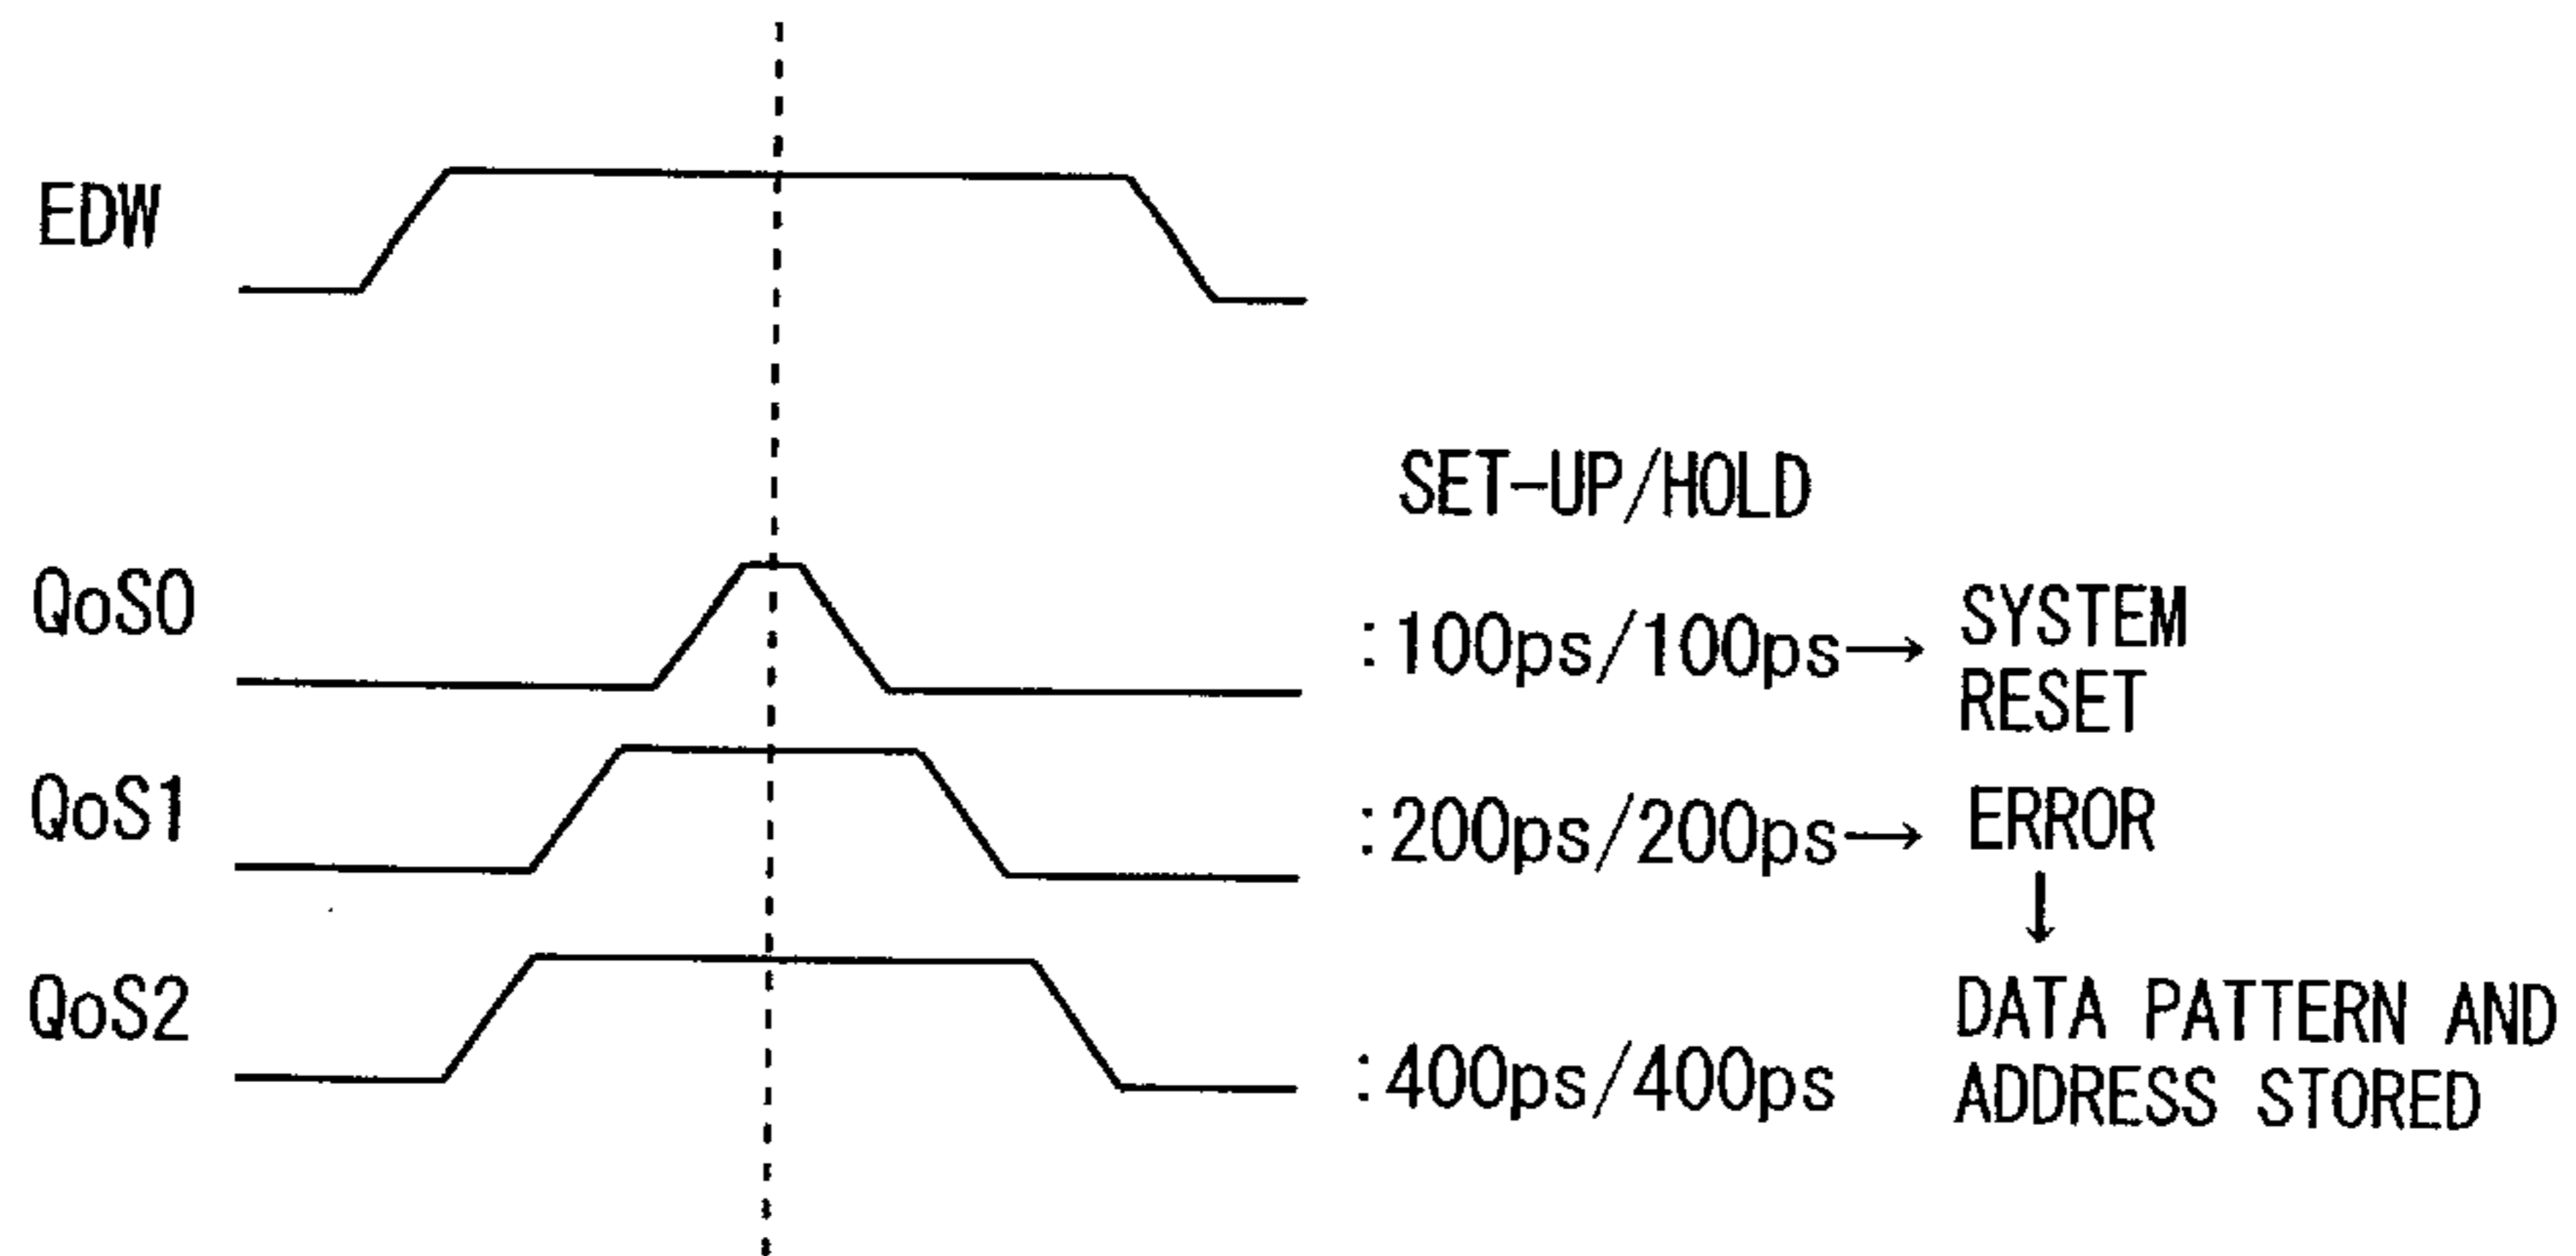 EDW
SET-UP/HOLD
QoS0 :100ps/100ps→ SYSTEM
RESET
QoS1 :200ps/200ps→ ERROR
↓
QoS2 :400ps/400ps DATA PATTERN AND
ADDRESS STORED